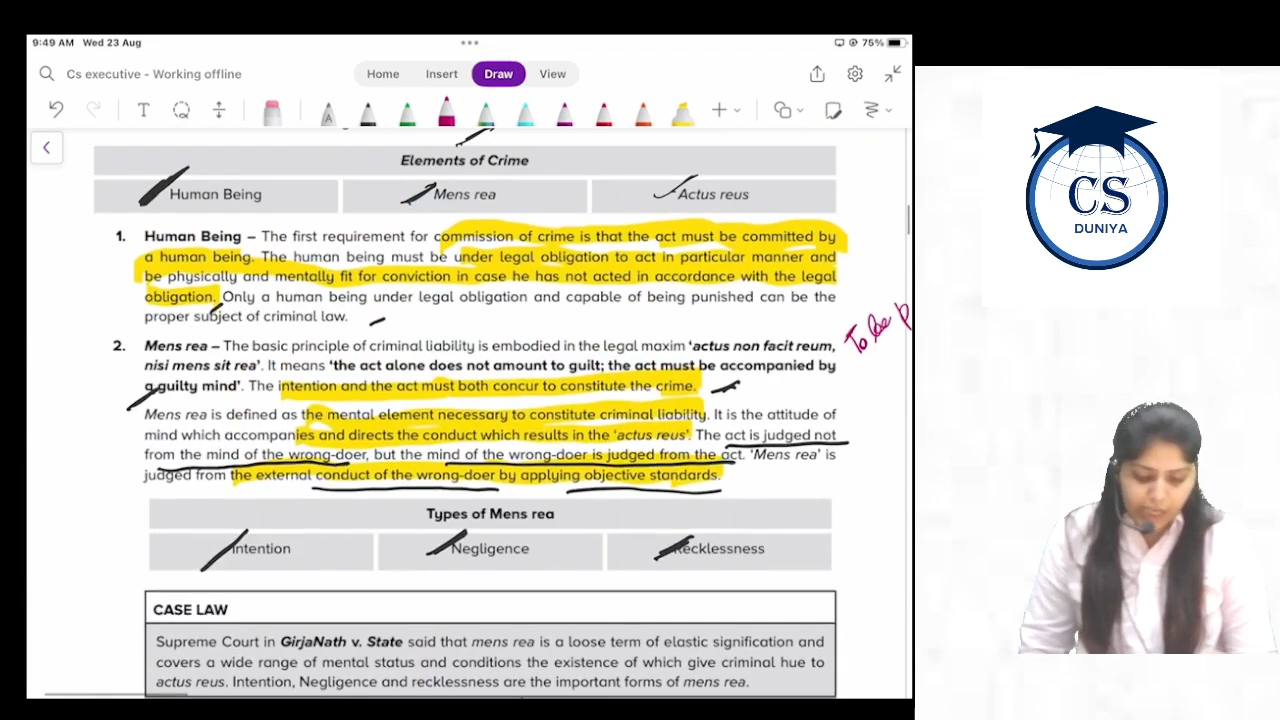 9:49 AM Wed 23 Aug
75%
Cs executive - Working offline
Home Insert Draw View
Elements of Crime
Human Being Mens rea Actus reus
1. Human Being – The first requirement for commission of crime is that the act must be committed by
a human being. The human being must be under legal obligation to act in particular manner and
be physically and mentally fit for conviction in case he has not acted in accordance with the legal
obligation. Only a human being under legal obligation and capable of being punished can be the
proper subject of criminal law.
To be p
2. Mens rea – The basic principle of criminal liability is embodied in the legal maxim ‘actus non facit reum,
nisi mens sit rea’. It means ‘the act alone does not amount to guilt; the act must be accompanied by
a guilty mind’. The intention and the act must both concur to constitute the crime.
Mens rea is defined as the mental element necessary to constitute criminal liability. It is the attitude of
mind which accompanies and directs the conduct which results in the ‘actus reus’. The act is judged not
from the mind of the wrong-doer, but the mind of the wrong-doer is judged from the act. ‘Mens rea’ is
judged from the external conduct of the wrong-doer by applying objective standards.
Types of Mens rea
Intention Negligence Recklessness
CASE LAW
Supreme Court in GirjaNath v. State said that mens rea is a loose term of elastic signification and
covers a wide range of mental status and conditions the existence of which give criminal hue to
actus reus. Intention, Negligence and recklessness are the important forms of mens rea.
CS
DUNIYA